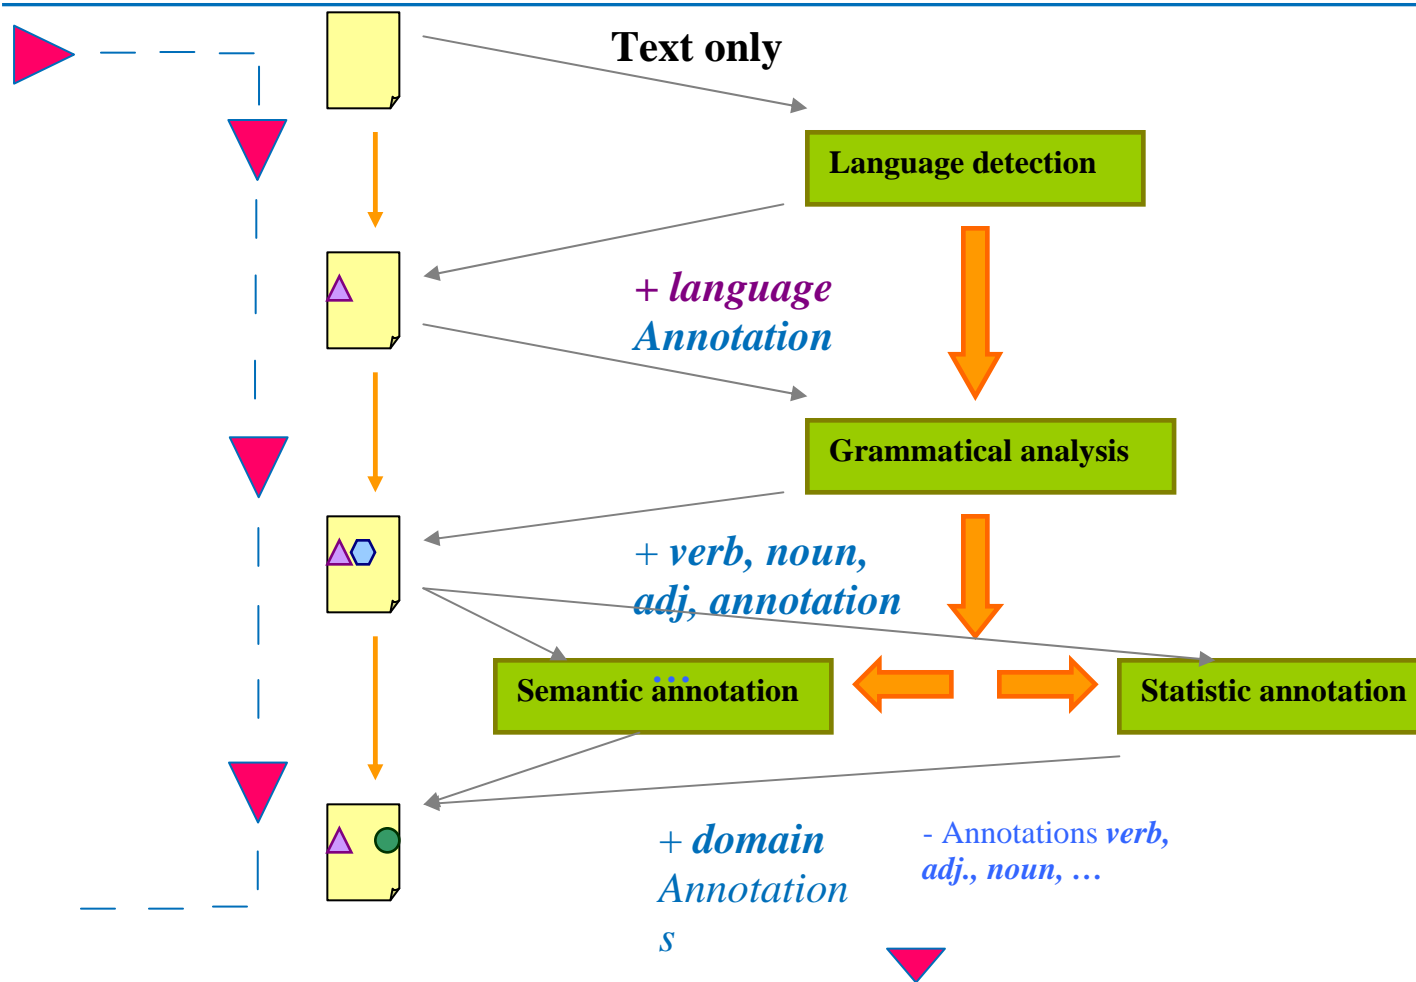 Text only
Language detection
+ language
Annotation
Grammatical analysis
+ verb, noun,
adj, annotation
...
Semantic annotation
Statistic annotation
+ domain
Annotation
s
- Annotations verb,
adj., noun, …